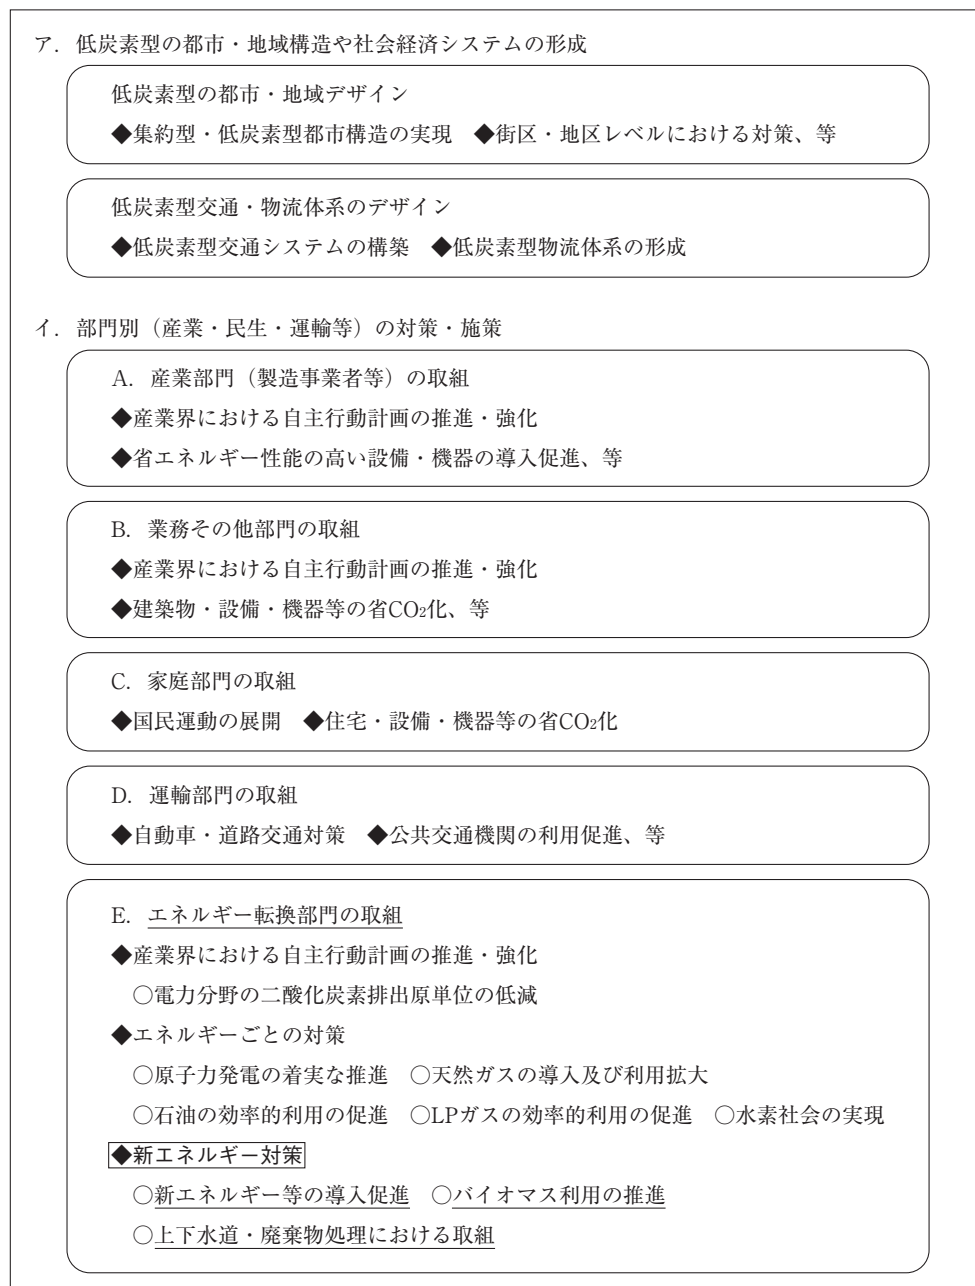 ア．低炭素型の都市・地域構造や社会経済システムの形成
低炭素型の都市・地域デザイン
◆集約型・低炭素型都市構造の実現　◆街区・地区レベルにおける対策、等
低炭素型交通・物流体系のデザイン
◆低炭素型交通システムの構築　◆低炭素型物流体系の形成
イ．部門別（産業・民生・運輸等）の対策・施策
A．産業部門（製造事業者等）の取組
◆産業界における自主行動計画の推進・強化
◆省エネルギー性能の高い設備・機器の導入促進、等
B．業務その他部門の取組
◆産業界における自主行動計画の推進・強化
◆建築物・設備・機器等の省CO₂化、等
C．家庭部門の取組
◆国民運動の展開　◆住宅・設備・機器等の省CO₂化
D．運輸部門の取組
◆自動車・道路交通対策　◆公共交通機関の利用促進、等
E．エネルギー転換部門の取組
◆産業界における自主行動計画の推進・強化
○電力分野の二酸化炭素排出原単位の低減
◆エネルギーごとの対策
○原子力発電の着実な推進　○天然ガスの導入及び利用拡大
○石油の効率的利用の促進　○LPガスの効率的利用の促進　○水素社会の実現
◆新エネルギー対策
○新エネルギー等の導入促進　○バイオマス利用の推進
○上下水道・廃棄物処理における取組